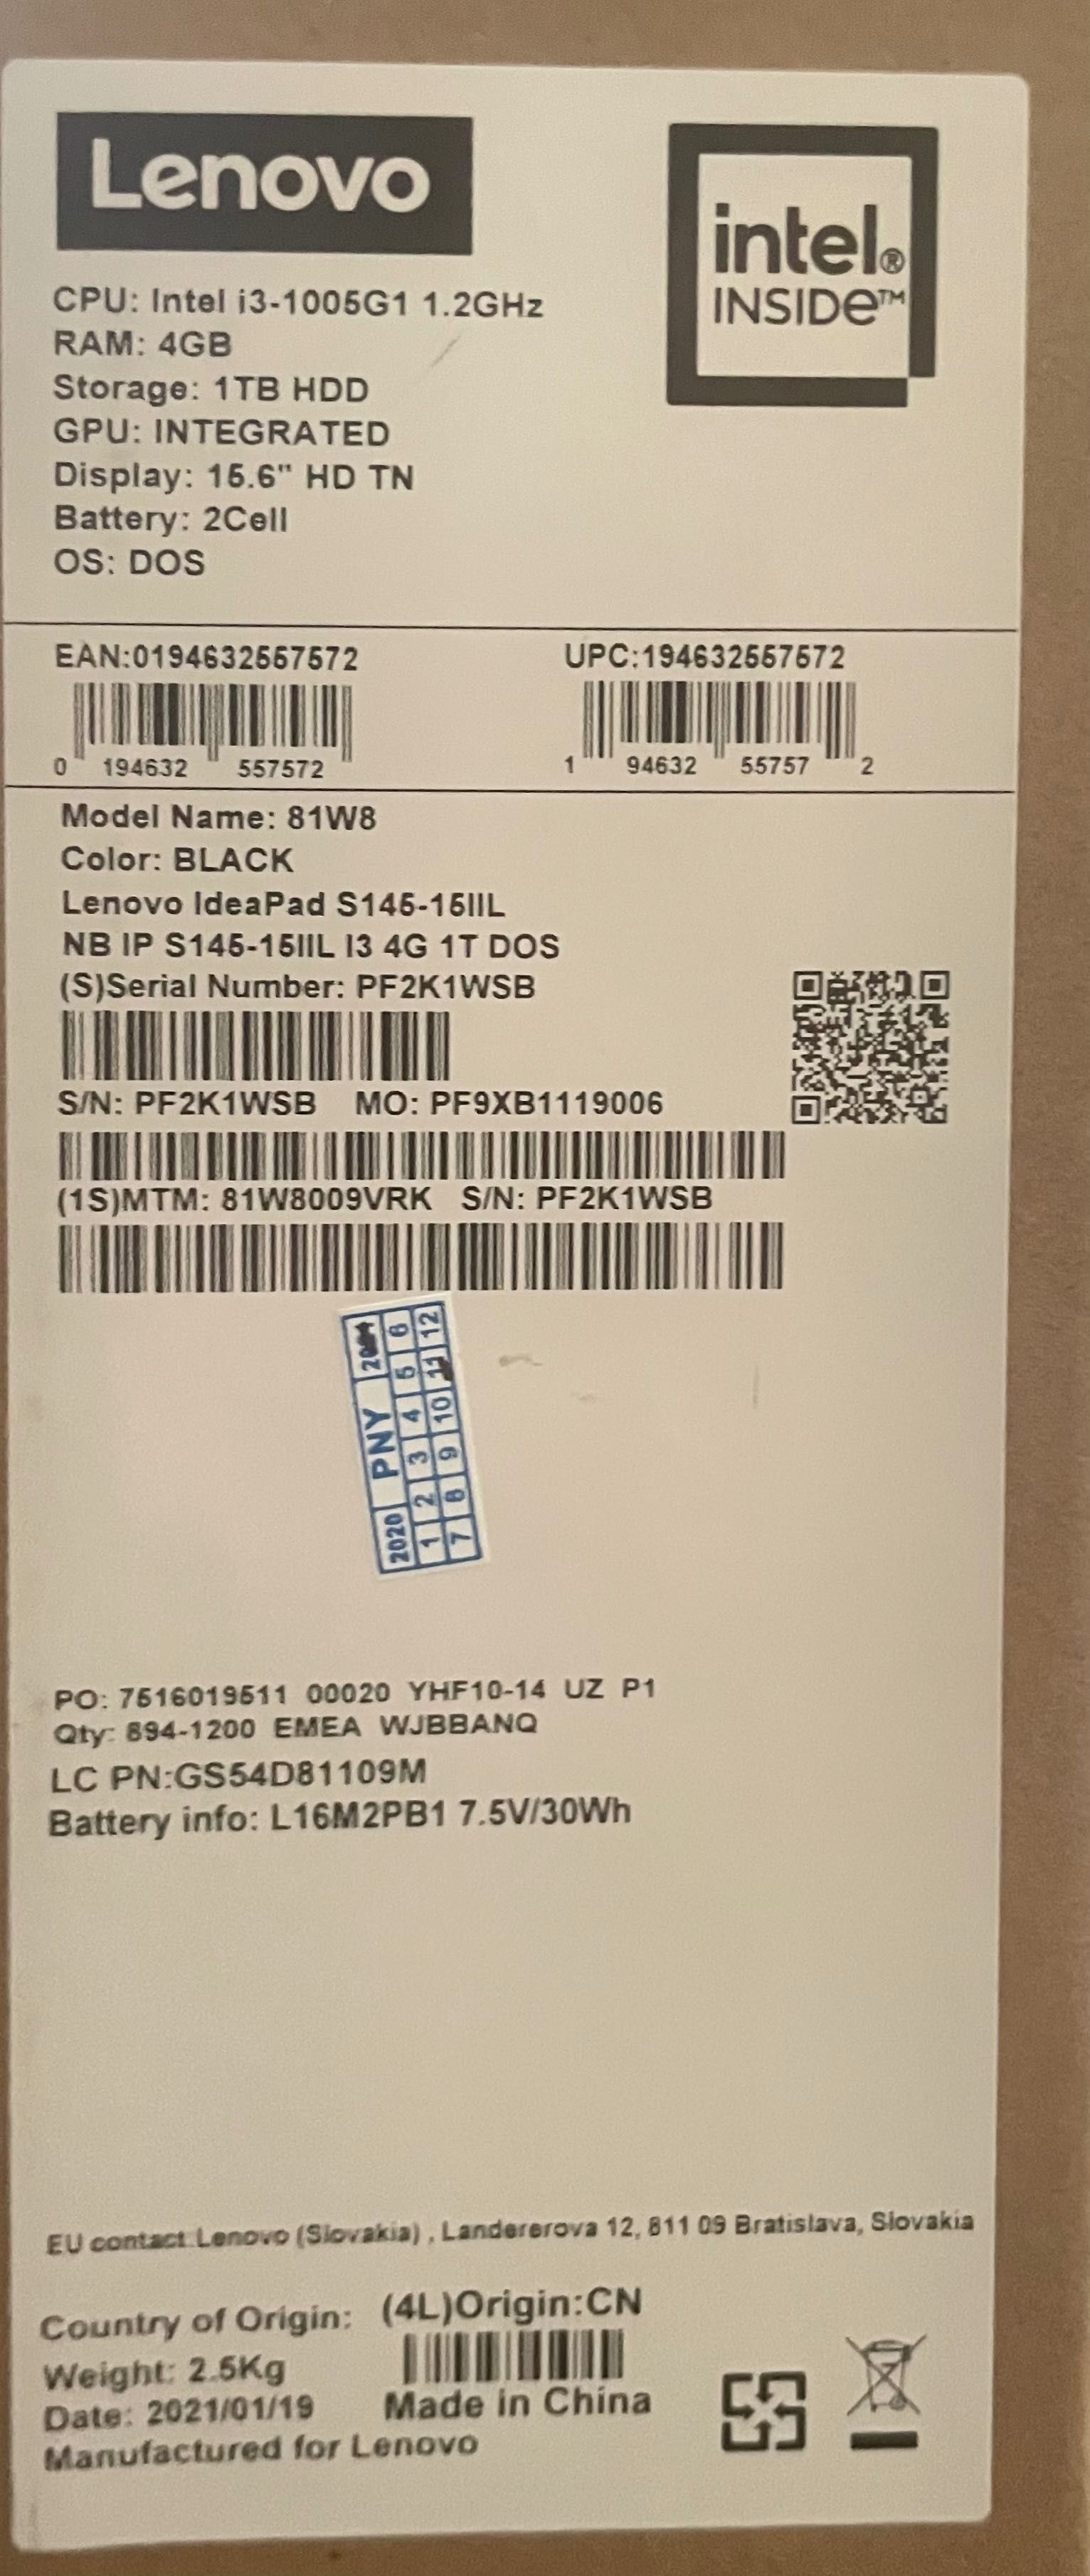 Lenovo
intel®
INSIDe™
CPU: Intel i3-1005G1 1.2GHz
RAM: 4GB
Storage: 1TB HDD
GPU: INTEGRATED
Display: 15.6" HD TN
Battery: 2Cell
OS: DOS
EAN:0194632557572
UPC:194632557572
0 194632 557572
1 94632 55757 2
Model Name: 81W8
Color: BLACK
Lenovo IdeaPad S145-15IIL
NB IP S145-15IIL I3 4G 1T DOS
(S)Serial Number: PF2K1WSB
S/N: PF2K1WSB MO: PF9XB1119006
(1S)MTM: 81W8009VRK S/N: PF2K1WSB
2020 PNY
1 2 3 4 5 6
7 8 9 10 11 12
PO: 7516019511 00020 YHF10-14 UZ P1
Qty: 894-1200 EMEA WJBBANQ
LC PN:GS54D81109M
Battery info: L16M2PB1 7.5V/30Wh
EU contact:Lenovo (Slovakia) , Landererova 12, 811 09 Bratislava, Slovakia
Country of Origin: (4L)Origin:CN
Weight: 2.5Kg
Date: 2021/01/19 Made in China
Manufactured for Lenovo